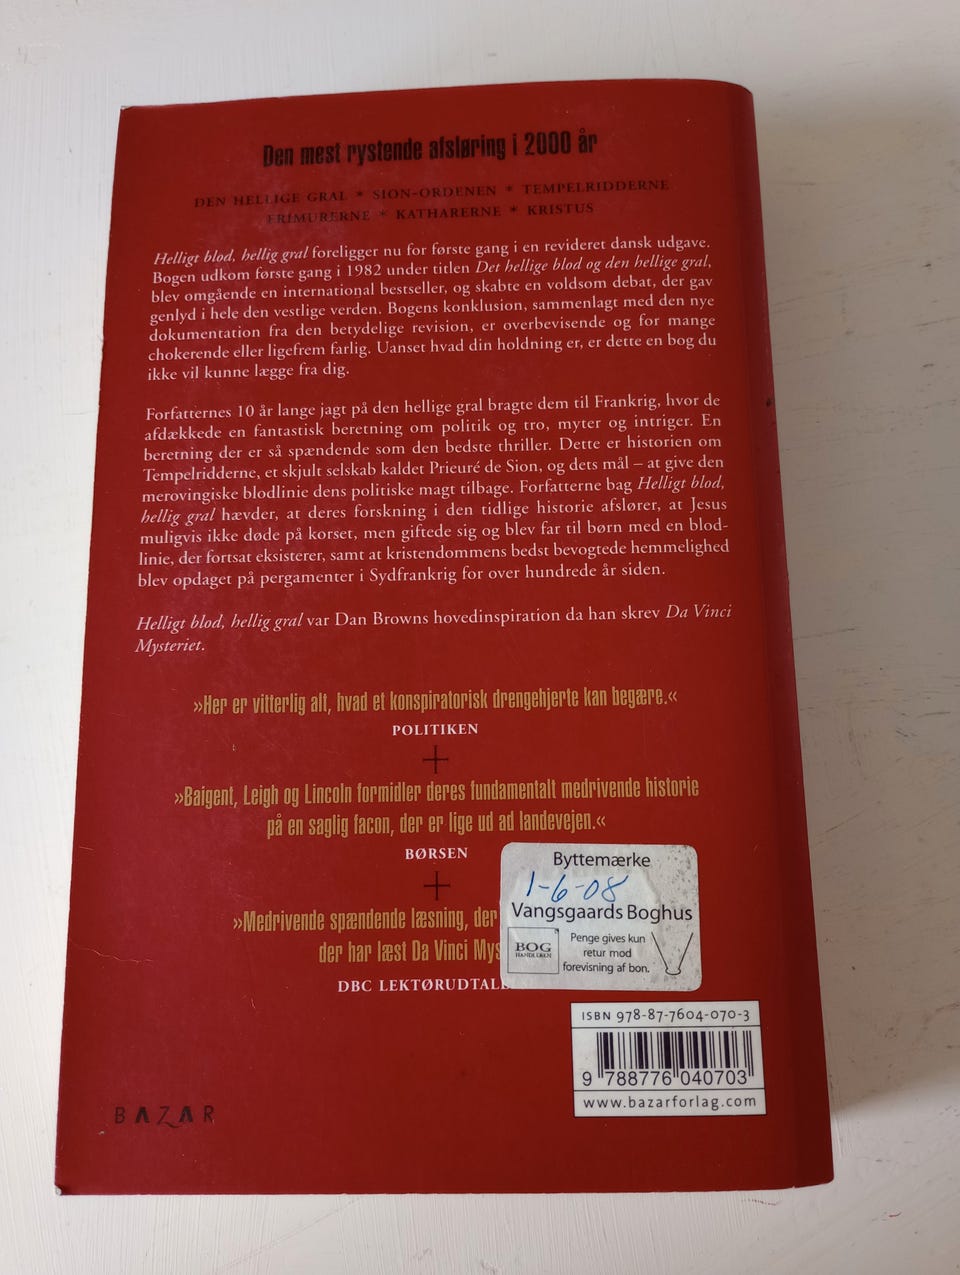 Den mest rystende afsløring i 2000 år
DEN HELLIGE GRAL * SION-ORDENEN * TEMPELRIDDERNE
FRIMURERNE * KATHARERNE * KRISTUS
Helligt blod, hellig gral foreligger nu for første gang i en revideret dansk udgave.
Bogen udkom første gang i 1982 under titlen Det hellige blod og den hellige gral,
blev omgående en international bestseller, og skabte en voldsom debat, der gav
genlyd i hele den vestlige verden. Bogens konklusion, sammenlagt med den nye
dokumentation fra den betydelige revision, er overbevisende og for mange
chokerende eller ligefrem farlig. Uanset hvad din holdning er, er dette en bog du
ikke vil kunne lægge fra dig.
Forfatternes 10 år lange jagt på den hellige gral bragte dem til Frankrig, hvor de
afdækkede en fantastisk beretning om politik og tro, myter og intriger. En
beretning der er så spændende som den bedste thriller. Dette er historien om
Tempelridderne, et skjult selskab kaldet Prieuré de Sion, og dets mål – at give den
merovingiske blodlinie dens politiske magt tilbage. Forfatterne bag Helligt blod,
hellig gral hævder, at deres forskning i den tidlige historie afslører, at Jesus
muligvis ikke døde på korset, men giftede sig og blev far til børn med en blod-
linie, der fortsat eksisterer, samt at kristendommens bedst bevogtede hemmelighed
blev opdaget på pergamenter i Sydfrankrig for over hundrede år siden.
Helligt blod, hellig gral var Dan Browns hovedinspiration da han skrev Da Vinci
Mysteriet.
»Her er vitterlig alt, hvad et konspiratorisk drengehjerte kan begære.«
POLITIKEN
»Baigent, Leigh og Lincoln formidler deres fundamentalt medrivende historie
på en saglig facon, der er lige ud ad landevejen.«
BØRSEN
»Medrivende spændende læsning, der
der har læst Da Vinci Mys
DBC LEKTØRUDTALE
Byttemærke
1-6-08
Vangsgaards Boghus
BOG
HANDLEREN
Penge gives kun
retur mod
forevisning af bon.
ISBN 978-87-7604-070-3
9 788776 040703
www.bazarforlag.com
BAZAR